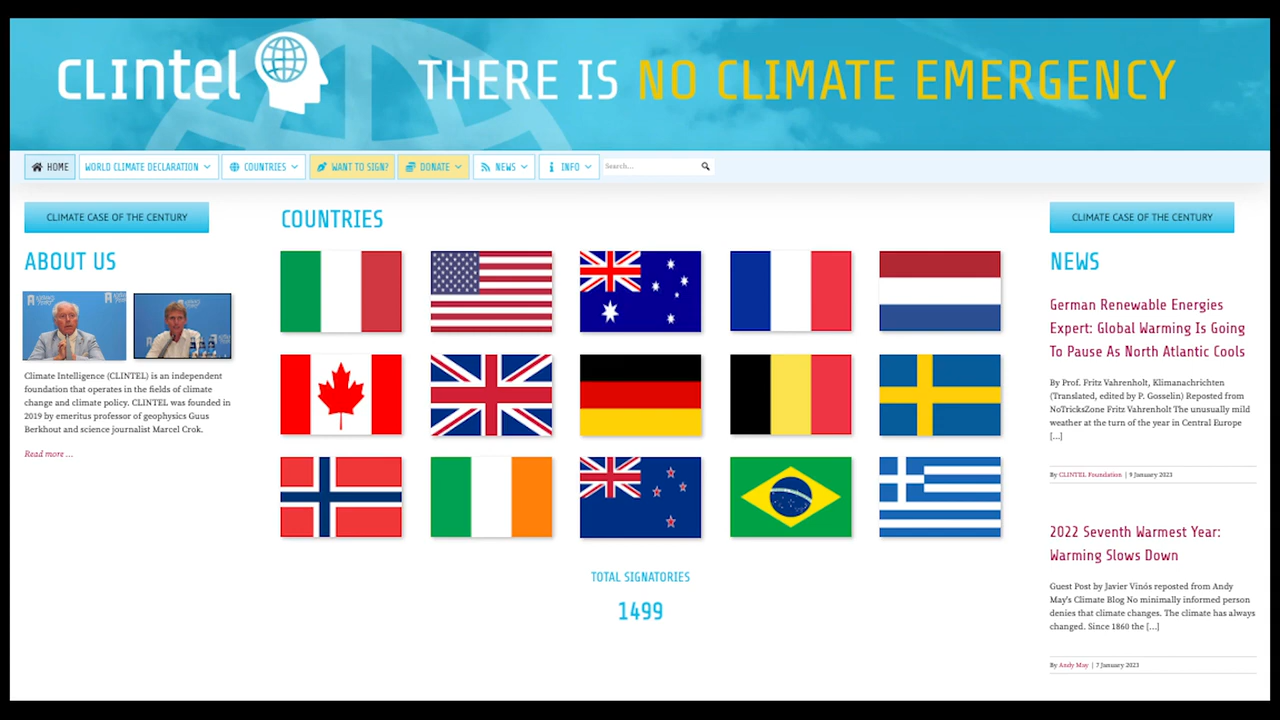 CLIntel
THERE IS NO CLIMATE EMERGENCY
HOME
WORLD CLIMATE DECLARATION
COUNTRIES
WANT TO SIGN?
DONATE
NEWS
INFO
Search...
CLIMATE CASE OF THE CENTURY
ABOUT US
Climate Intelligence (CLINTEL) is an independent
foundation that operates in the fields of climate
change and climate policy. CLINTEL was founded in
2019 by emeritus professor of geophysics Guus
Berkhout and science journalist Marcel Crok.
Read more ...
COUNTRIES
TOTAL SIGNATORIES
1499
CLIMATE CASE OF THE CENTURY
NEWS
German Renewable Energies
Expert: Global Warming Is Going
To Pause As North Atlantic Cools
By Prof. Fritz Vahrenholt, Klimanachrichten
(Translated, edited by P. Gosselin) Reposted from
NoTricksZone Fritz Vahrenholt The unusually mild
weather at the turn of the year in Central Europe
[...]
By CLINTEL Foundation | 9 January 2023
2022 Seventh Warmest Year:
Warming Slows Down
Guest Post by Javier Vinós reposted from Andy
May's Climate Blog No minimally informed person
denies that climate changes. The climate has always
changed. Since 1860 the [...]
By Andy May | 7 January 2023